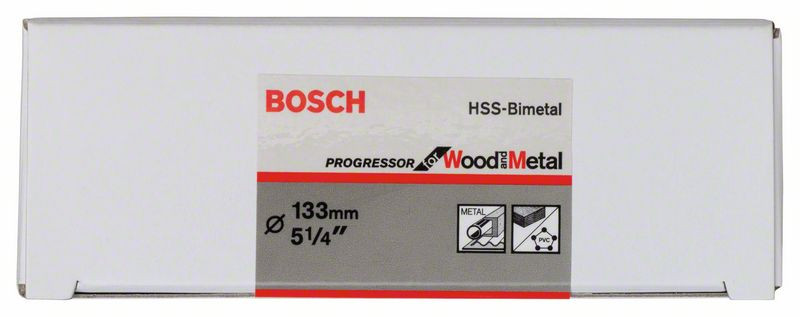 BOSCH
HSS-Bimetal
PROGRESSOR for Wood and Metal
Ø 133mm
5 1/4"
METAL
PVC